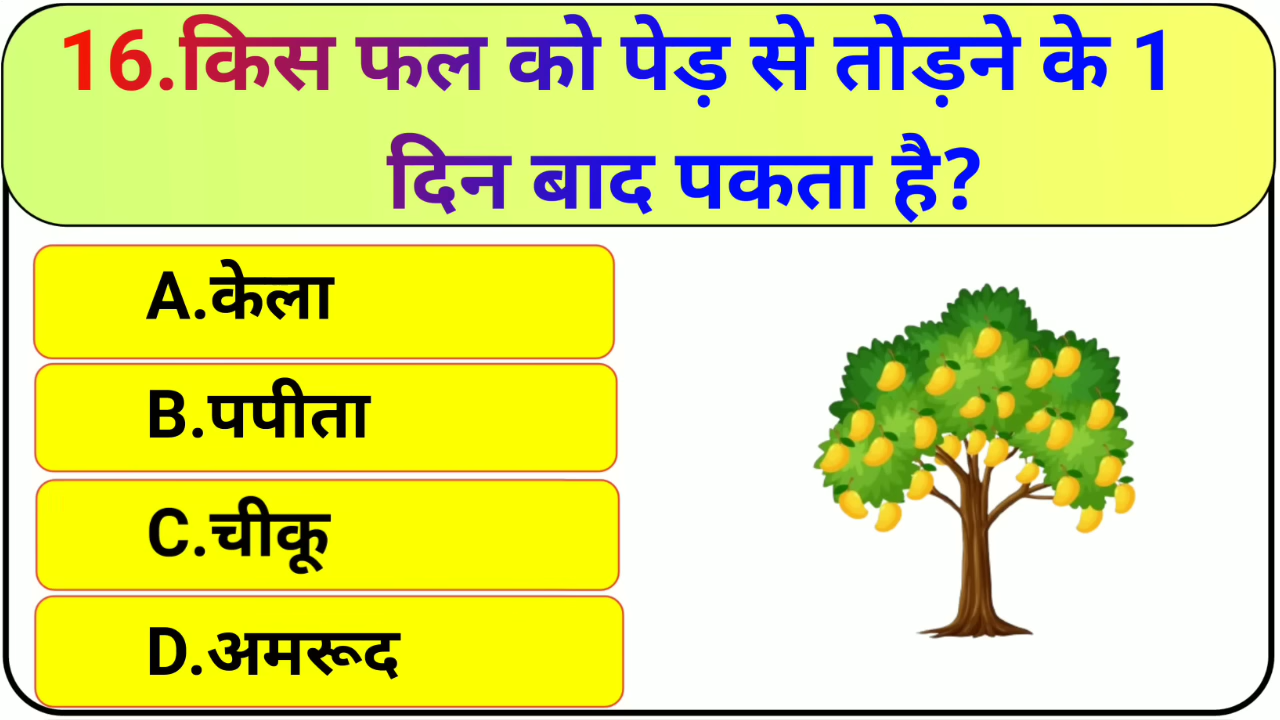 16.किस फल को पेड़ से तोड़ने के 1
दिन बाद पकता है?
A.केला
B.पपीता
C.चीकू
D.अमरूद